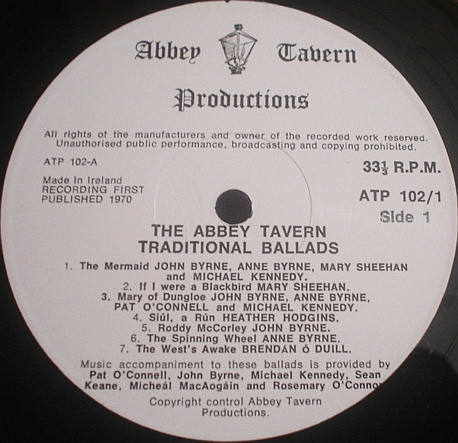 Abbey Tavern
Productions
All rights of the manufacturers and owner of the recorded work reserved.
Unauthorised public performance, broadcasting and copying prohibited.
ATP 102-A
33⅓ R.P.M.
Made in Ireland
RECORDING FIRST
PUBLISHED 1970
ATP 102/1
Side 1
THE ABBEY TAVERN
TRADITIONAL BALLADS
1. The Mermaid JOHN BYRNE, ANNE BYRNE, MARY SHEEHAN
and MICHAEL KENNEDY.
2. If I were a Blackbird MARY SHEEHAN.
3. Mary of Dungloe JOHN BYRNE, ANNE BYRNE,
PAT O'CONNELL and MICHAEL KENNEDY.
4. Siúl, a Rún HEATHER HODGINS.
5. Roddy McCorley JOHN BYRNE.
6. The Spinning Wheel ANNE BYRNE.
7. The West's Awake BRENDÁN Ó DUILL.
Music accompaniment to these ballads is provided by
Pat O'Connell, John Byrne, Michael Kennedy, Sean
Keane, Micheál MacAogáin and Rosemary O'Connor
Copyright control Abbey Tavern
Productions.